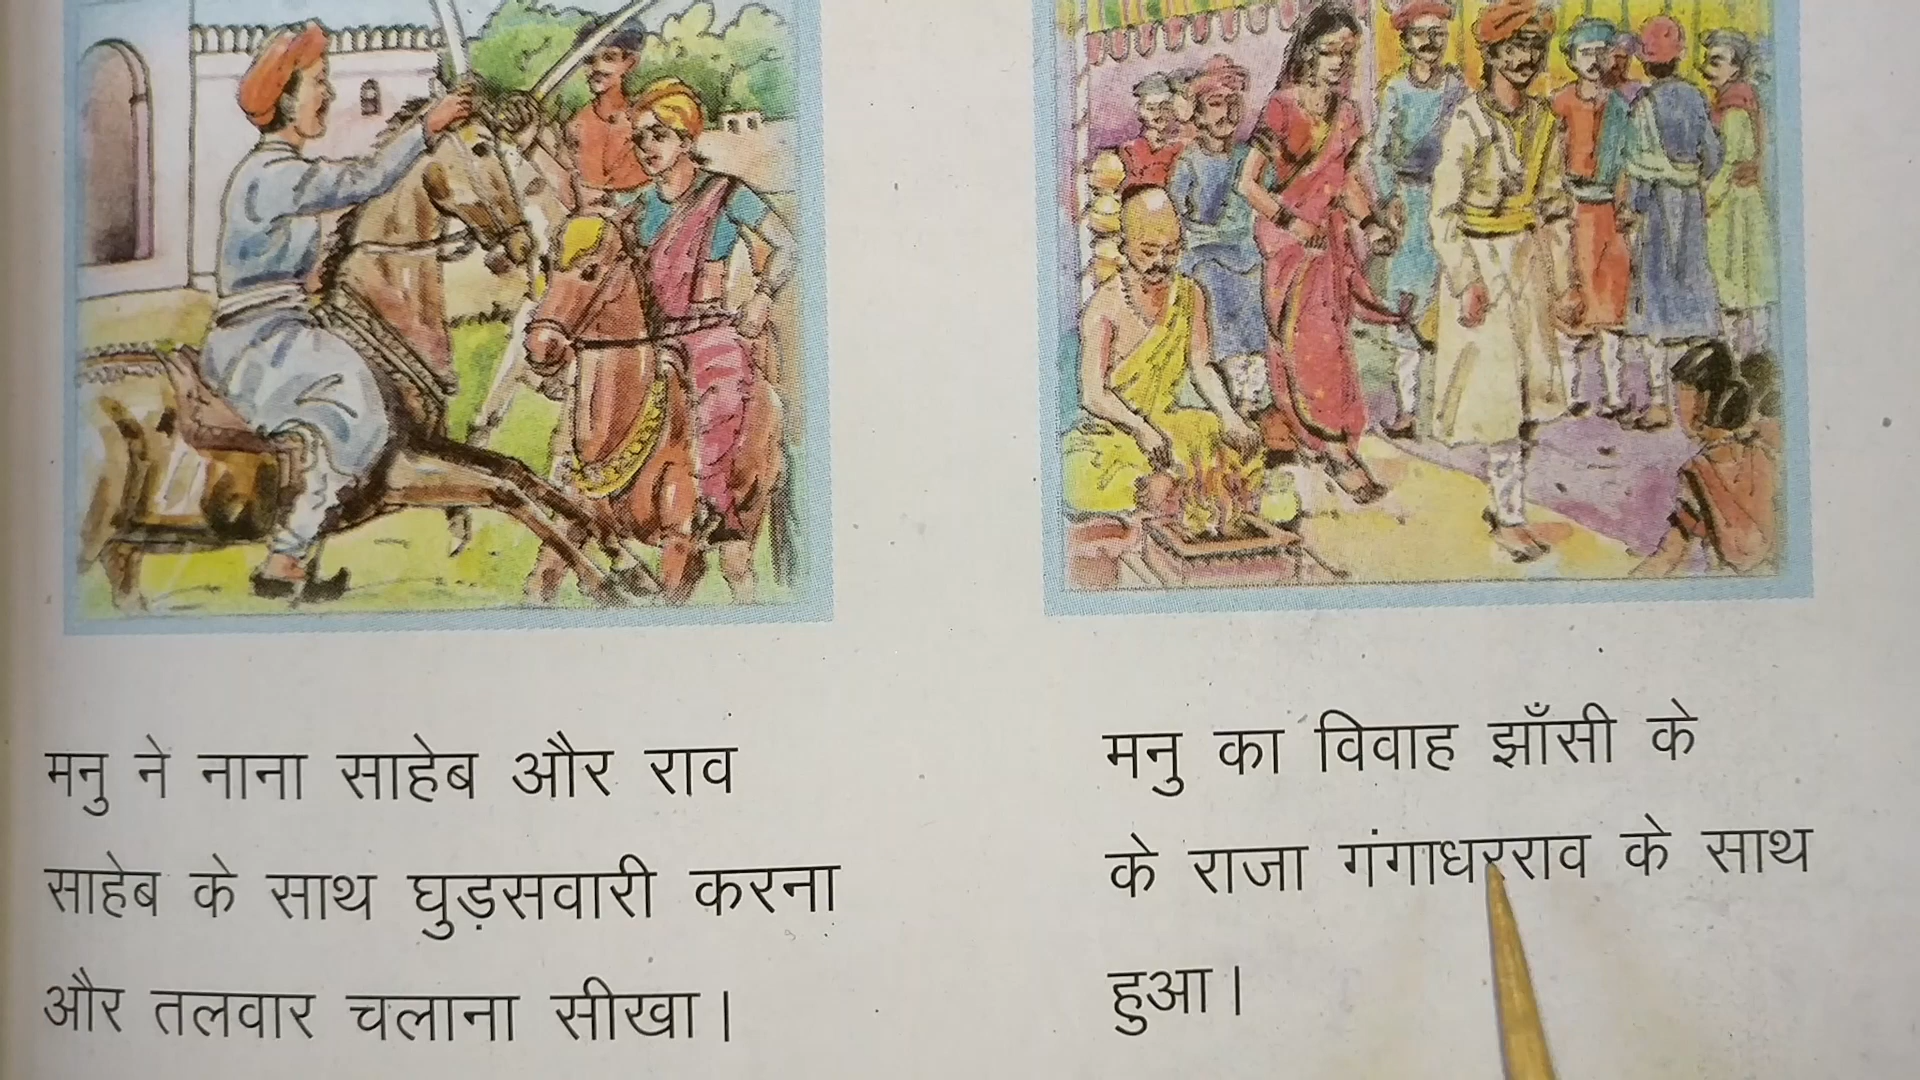 मनु ने नाना साहेब और राव
साहेब के साथ घुड़सवारी करना
और तलवार चलाना सीखा।
मनु का विवाह झाँसी के
के राजा गंगाधरराव के साथ
हुआ।